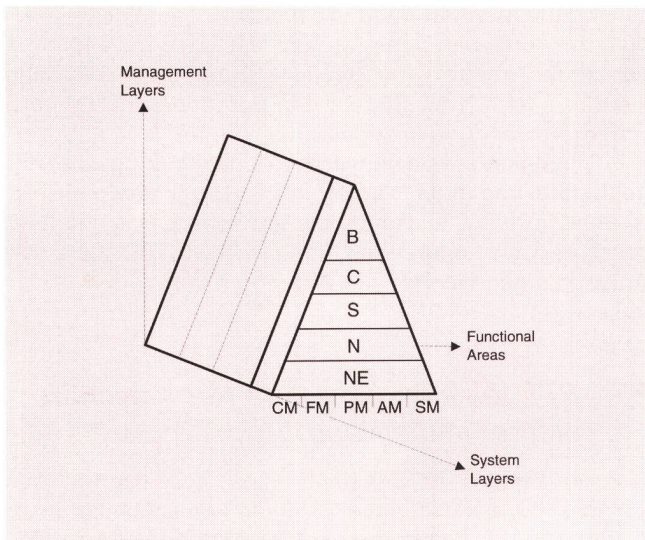 Management
Layers
B
C
S
N
NE
Functional
Areas
CM FM PM AM SM
System
Layers